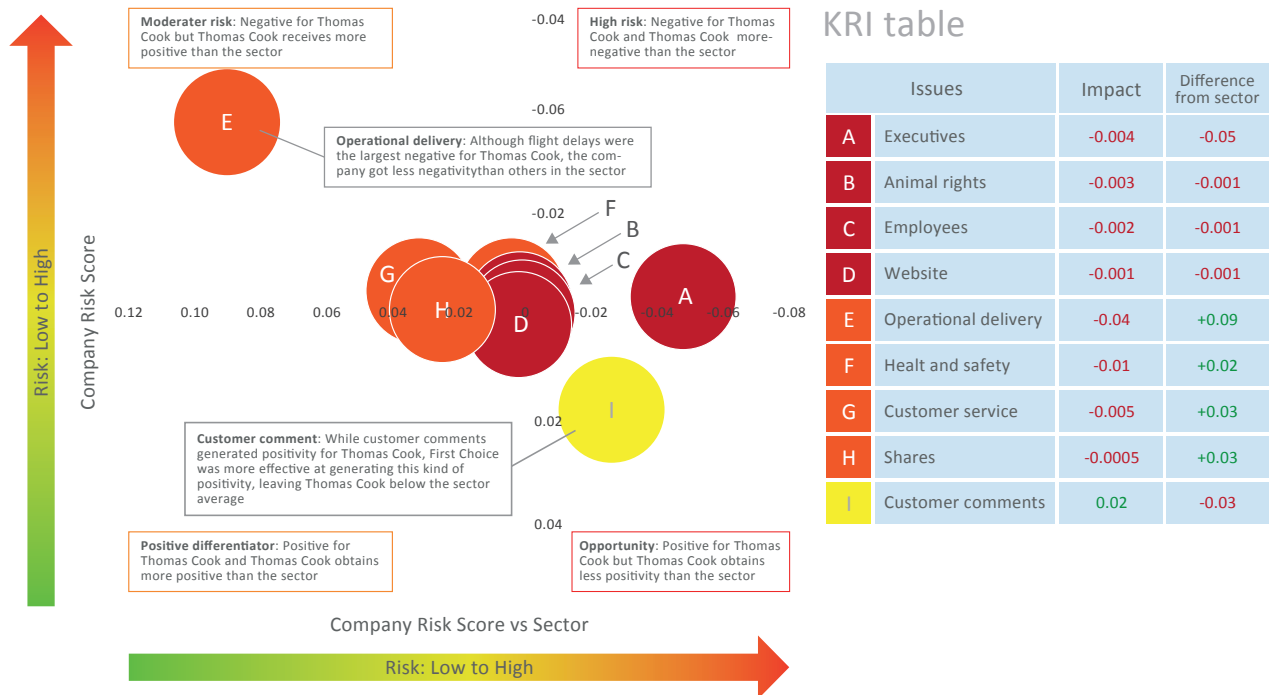 Moderater risk: Negative for Thomas
Cook but Thomas Cook receives more
positive than the sector
-0.04
High risk: Negative for Thomas
Cook and Thomas Cook  more-
negative than the sector
E
-0.06
Operational delivery: Although flight delays were
the largest negative for Thomas Cook, the com-
pany got less negativitythan others in the sector
-0.02
F
B
C
G
H
D
A
0.12
0.10
0.08
0.06
0.04
0.02
0
-0.02
-0.04
-0.06
-0.08
I
0.02
Customer comment: While customer comments
generated positivity for Thomas Cook, First Choice
was more effective at generating this kind of
positivity, leaving Thomas Cook below the sector
average
0.04
Positive differentiator: Positive for
Thomas Cook and Thomas Cook obtains
more positive than the sector
Opportunity: Positive for Thomas
Cook but Thomas Cook obtains
less positivity than the sector
Risk: Low to High
Company Risk Score
Company Risk Score vs Sector
Risk: Low to High
KRI table
Issues Impact Difference
from sector
A Executives -0.004 -0.05
B Animal rights -0.003 -0.001
C Employees -0.002 -0.001
D Website -0.001 -0.001
E Operational delivery -0.04 +0.09
F Healt and safety -0.01 +0.02
G Customer service -0.005 +0.03
H Shares -0.0005 +0.03
I Customer comments 0.02 -0.03